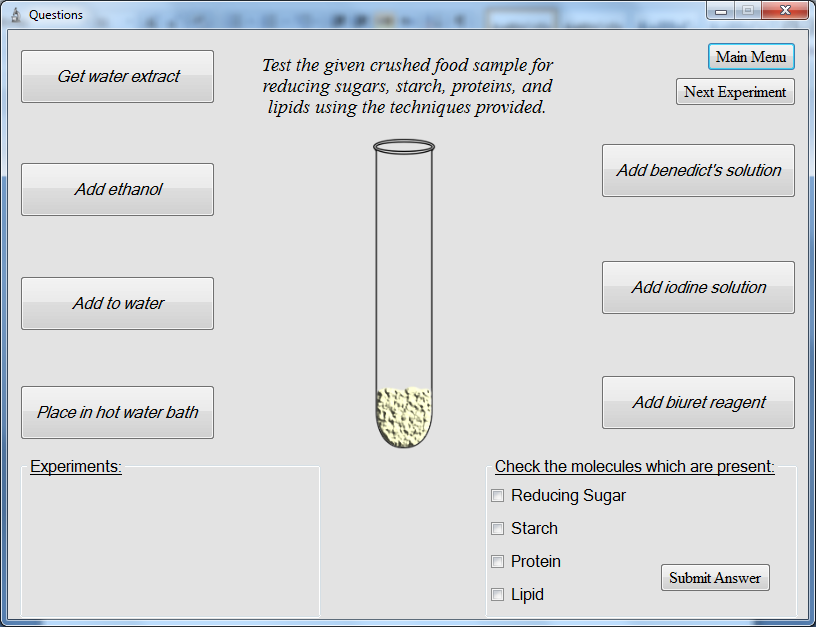 Questions
Get water extract
Test the given crushed food sample for
reducing sugars, starch, proteins, and
lipids using the techniques provided.
Main Menu
Next Experiment
Add ethanol
Add benedict's solution
Add to water
Add iodine solution
Place in hot water bath
Add biuret reagent
Experiments:
Check the molecules which are present:
Reducing Sugar
Starch
Protein
Lipid
Submit Answer